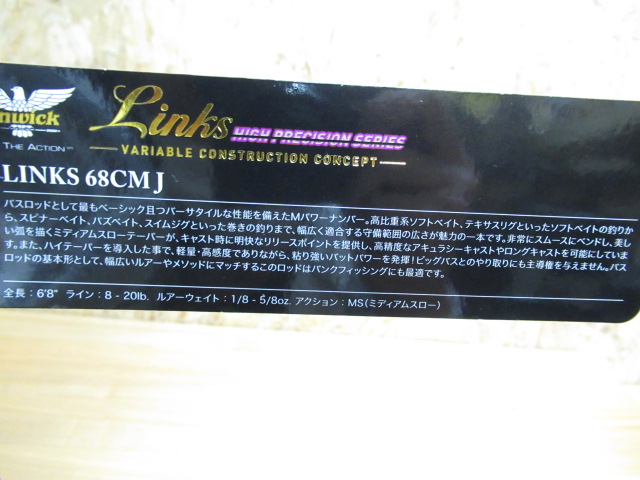 nwick
THE ACTION
Links HIGH PRECISION SERIES
VARIABLE CONSTRUCTION CONCEPT
LINKS 68CM J
バスロッドとして最もベーシック且つバーサタイルな性能を備えたMパワーナンバー。高比重系ソフトベイト、テキサスリグといったソフトベイトの釣りか
ら、スピナーベイト、バズベイト、スイムジグといった巻きの釣りまで、幅広く適合する守備範囲の広さが魅力の一本です。非常にスムースにベンドし、美し
い弧を描くミディアムスローテーパーが、キャスト時に明快なリリースポイントを提供し、高精度なアキュラシーキャストやロングキャストを可能にしていま
す。また、ハイテーパーを導入した事で、軽量・高感度でありながら、粘り強いバットパワーを発揮！ビッグバスとのやり取りにも主導権を与えません。バス
ロッドの基本形として、幅広いルアーやメソッドにマッチするこのロッドはバンクフィッシングにも最適です。
全長：6'8" ライン：8 - 20lb. ルアーウェイト：1/8 - 5/8oz. アクション：MS（ミディアムスロー）